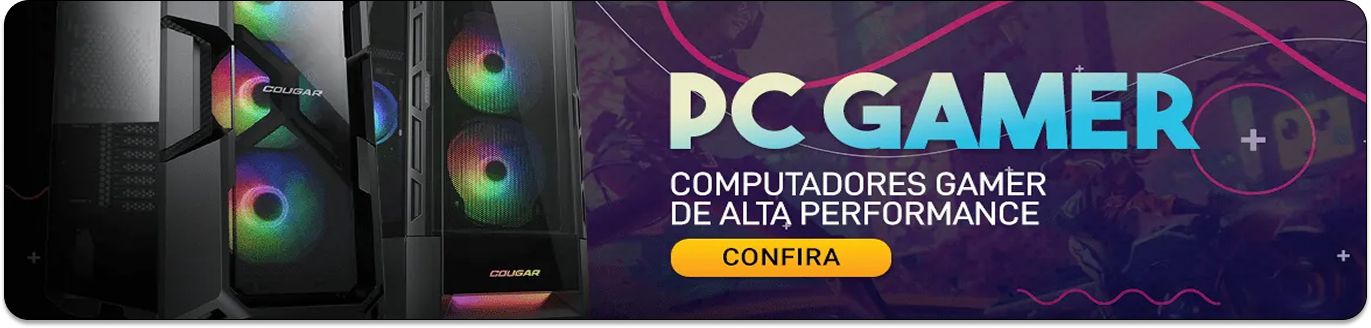 COUGAR
COUGAR
PC GAMER
COMPUTADORES GAMER
DE ALTA PERFORMANCE
CONFIRA